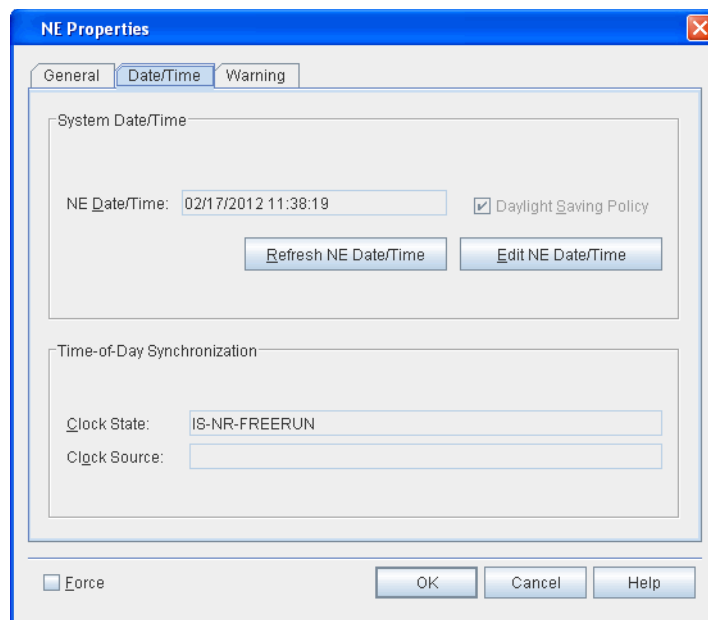 NE Properties
General Date/Time Warning
System Date/Time
NE Date/Time: 02/17/2012 11:38:19 Daylight Saving Policy
Refresh NE Date/Time Edit NE Date/Time
Time-of-Day Synchronization
Clock State: IS-NR-FREERUN
Clock Source:
Force OK Cancel Help